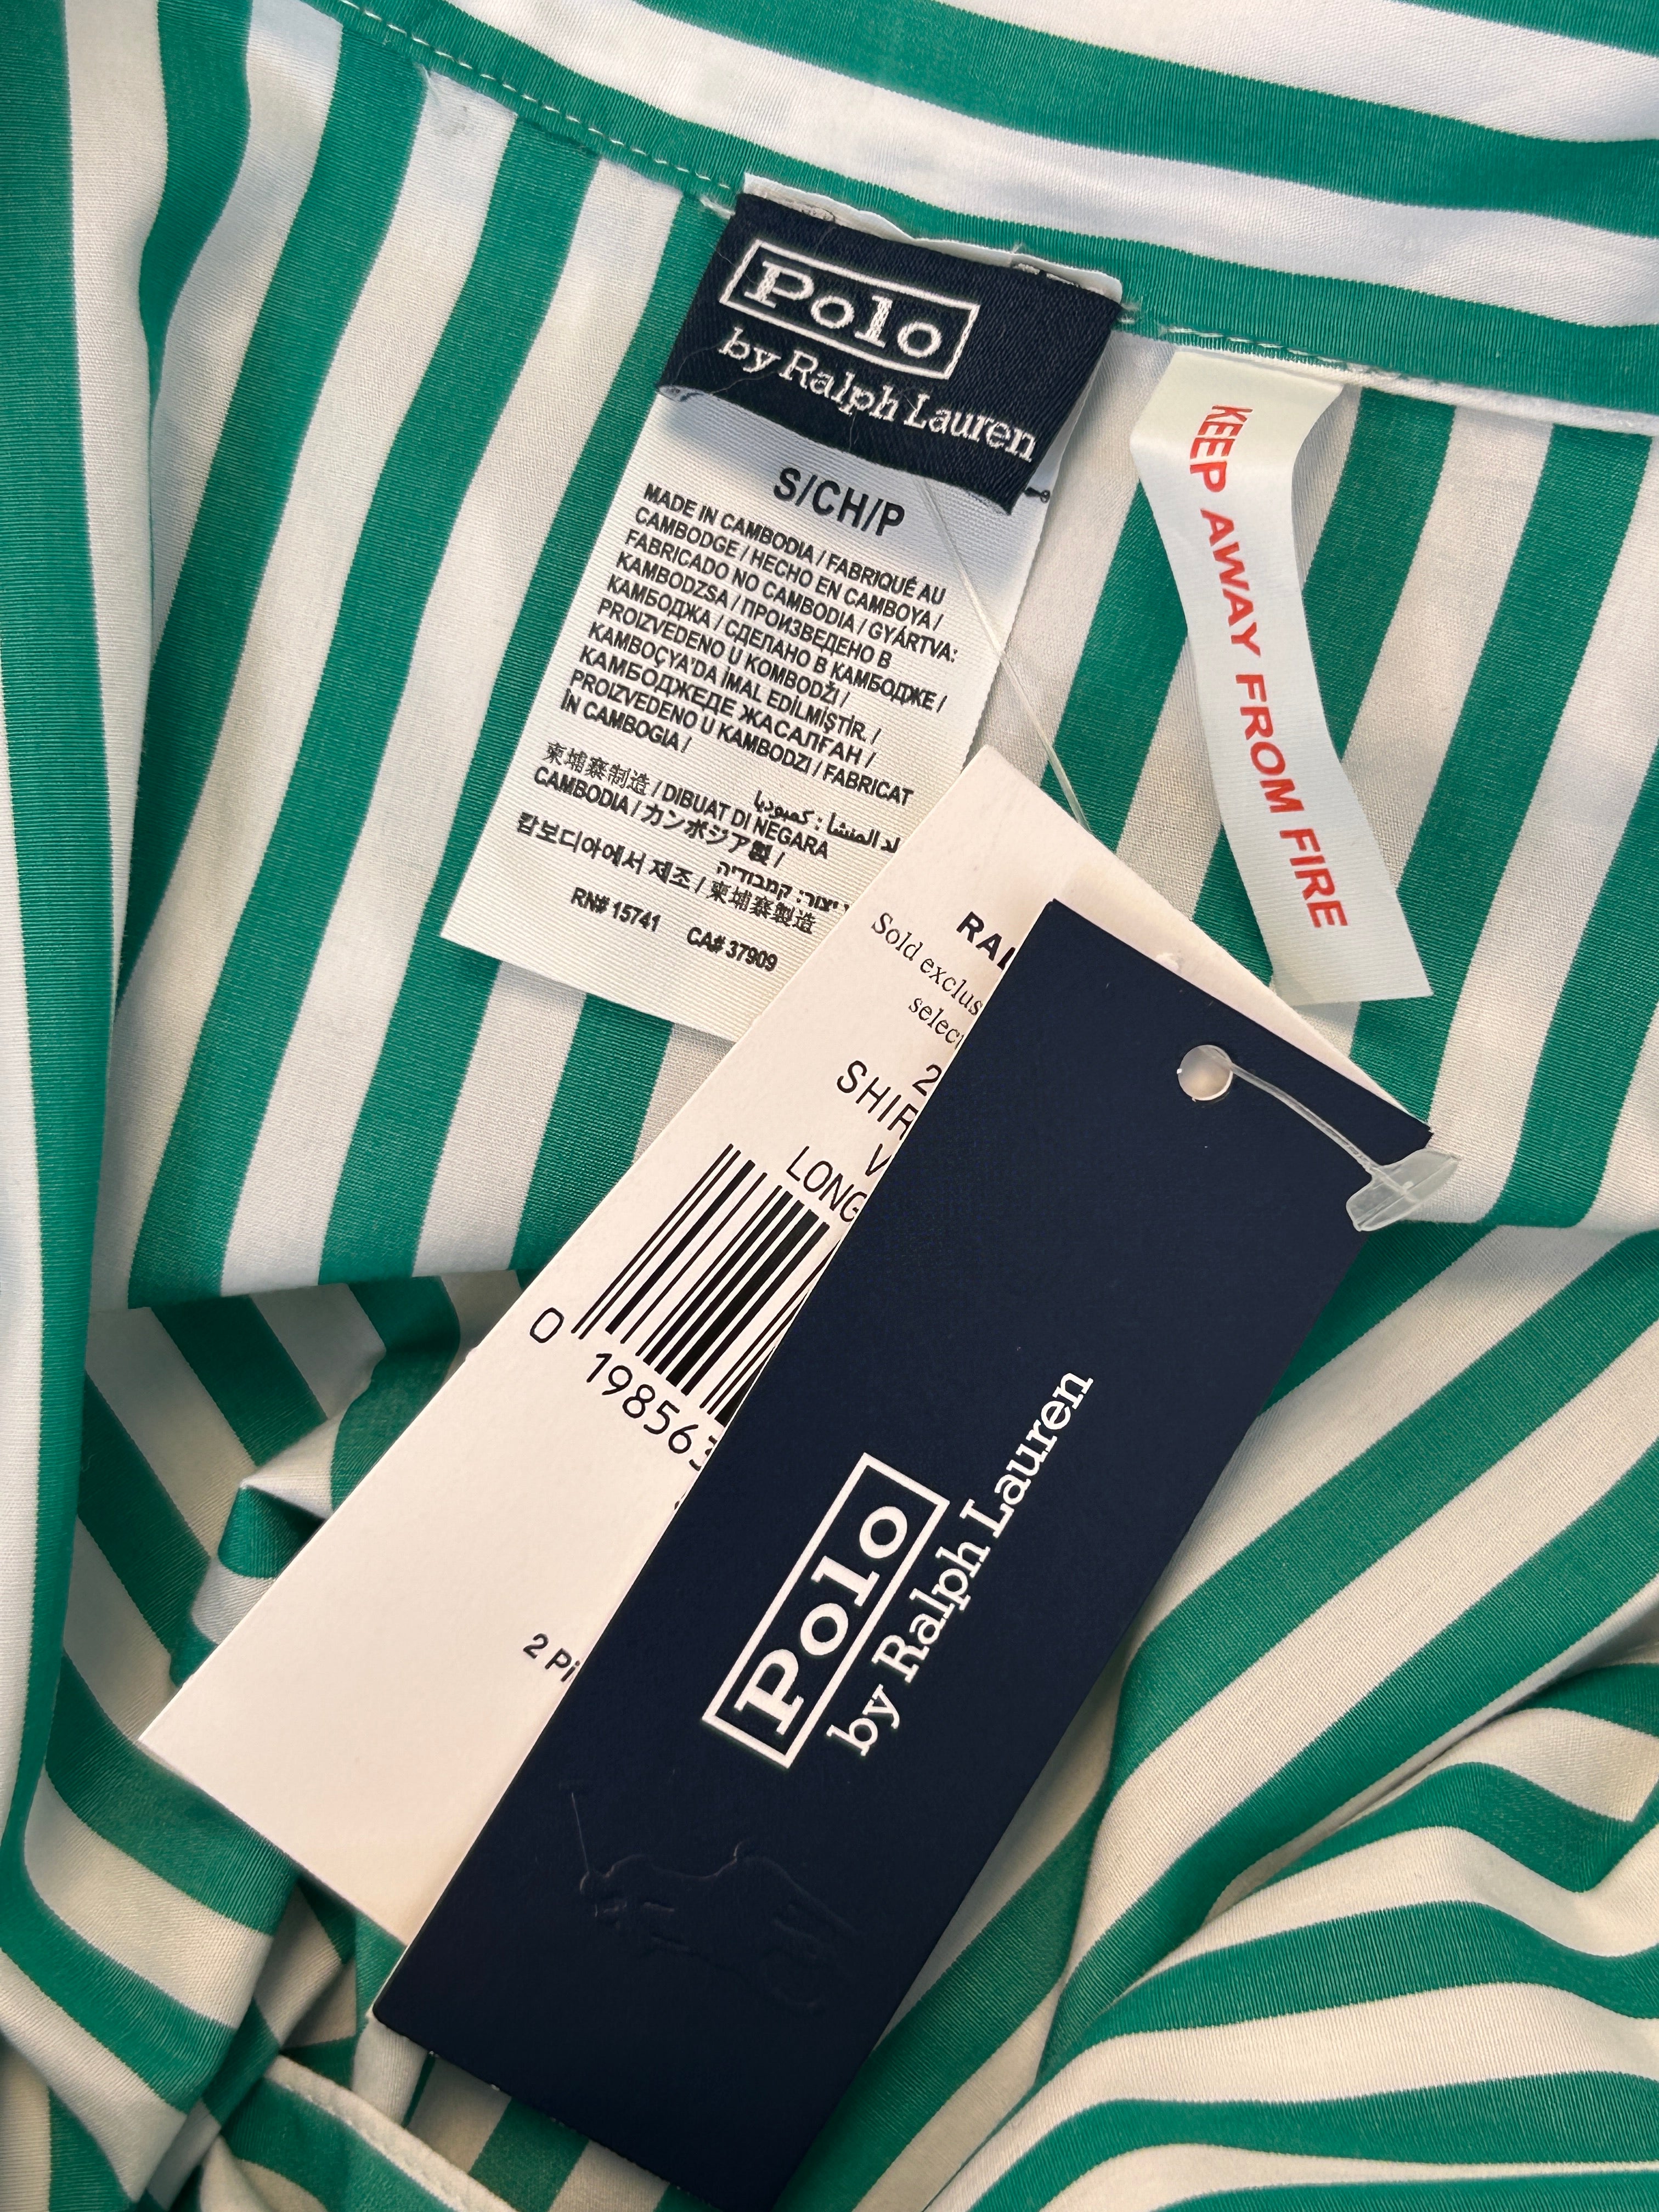 Polo
by Ralph Lauren
S/CH/P
MADE IN CAMBODIA / FABRIQUÉ AU
CAMBODGE / HECHO EN CAMBOYA /
FABRICADO NO CAMBODIA / GYÁRTVA:
KAMBODZSA / ПРОИЗВЕДЕНО В
КАМБОДЖА / СДЕЛАНО В КАМБОДЖЕ /
PROIZVEDENO U KOMBODŽI /
KAMBOÇYA'DA İMAL EDİLMİŞTİR. /
КАМБОДЖЕДЕ ЖАСАЛҒАН /
PROIZVEDENO U KAMBODZI / FABRICAT
ÎN CAMBOGIA /
المنشا : كمبوديا
柬埔寨制造 / DIBUAT DI NEGARA
CAMBODIA / カンボジア製 /
קמבודיה
캄보디아에서 제조 / 柬埔寨製造
RN# 15741 CA# 37909
KEEP AWAY FROM FIRE
Sold
LONG
0 19856
2
Polo
by Ralph Lauren